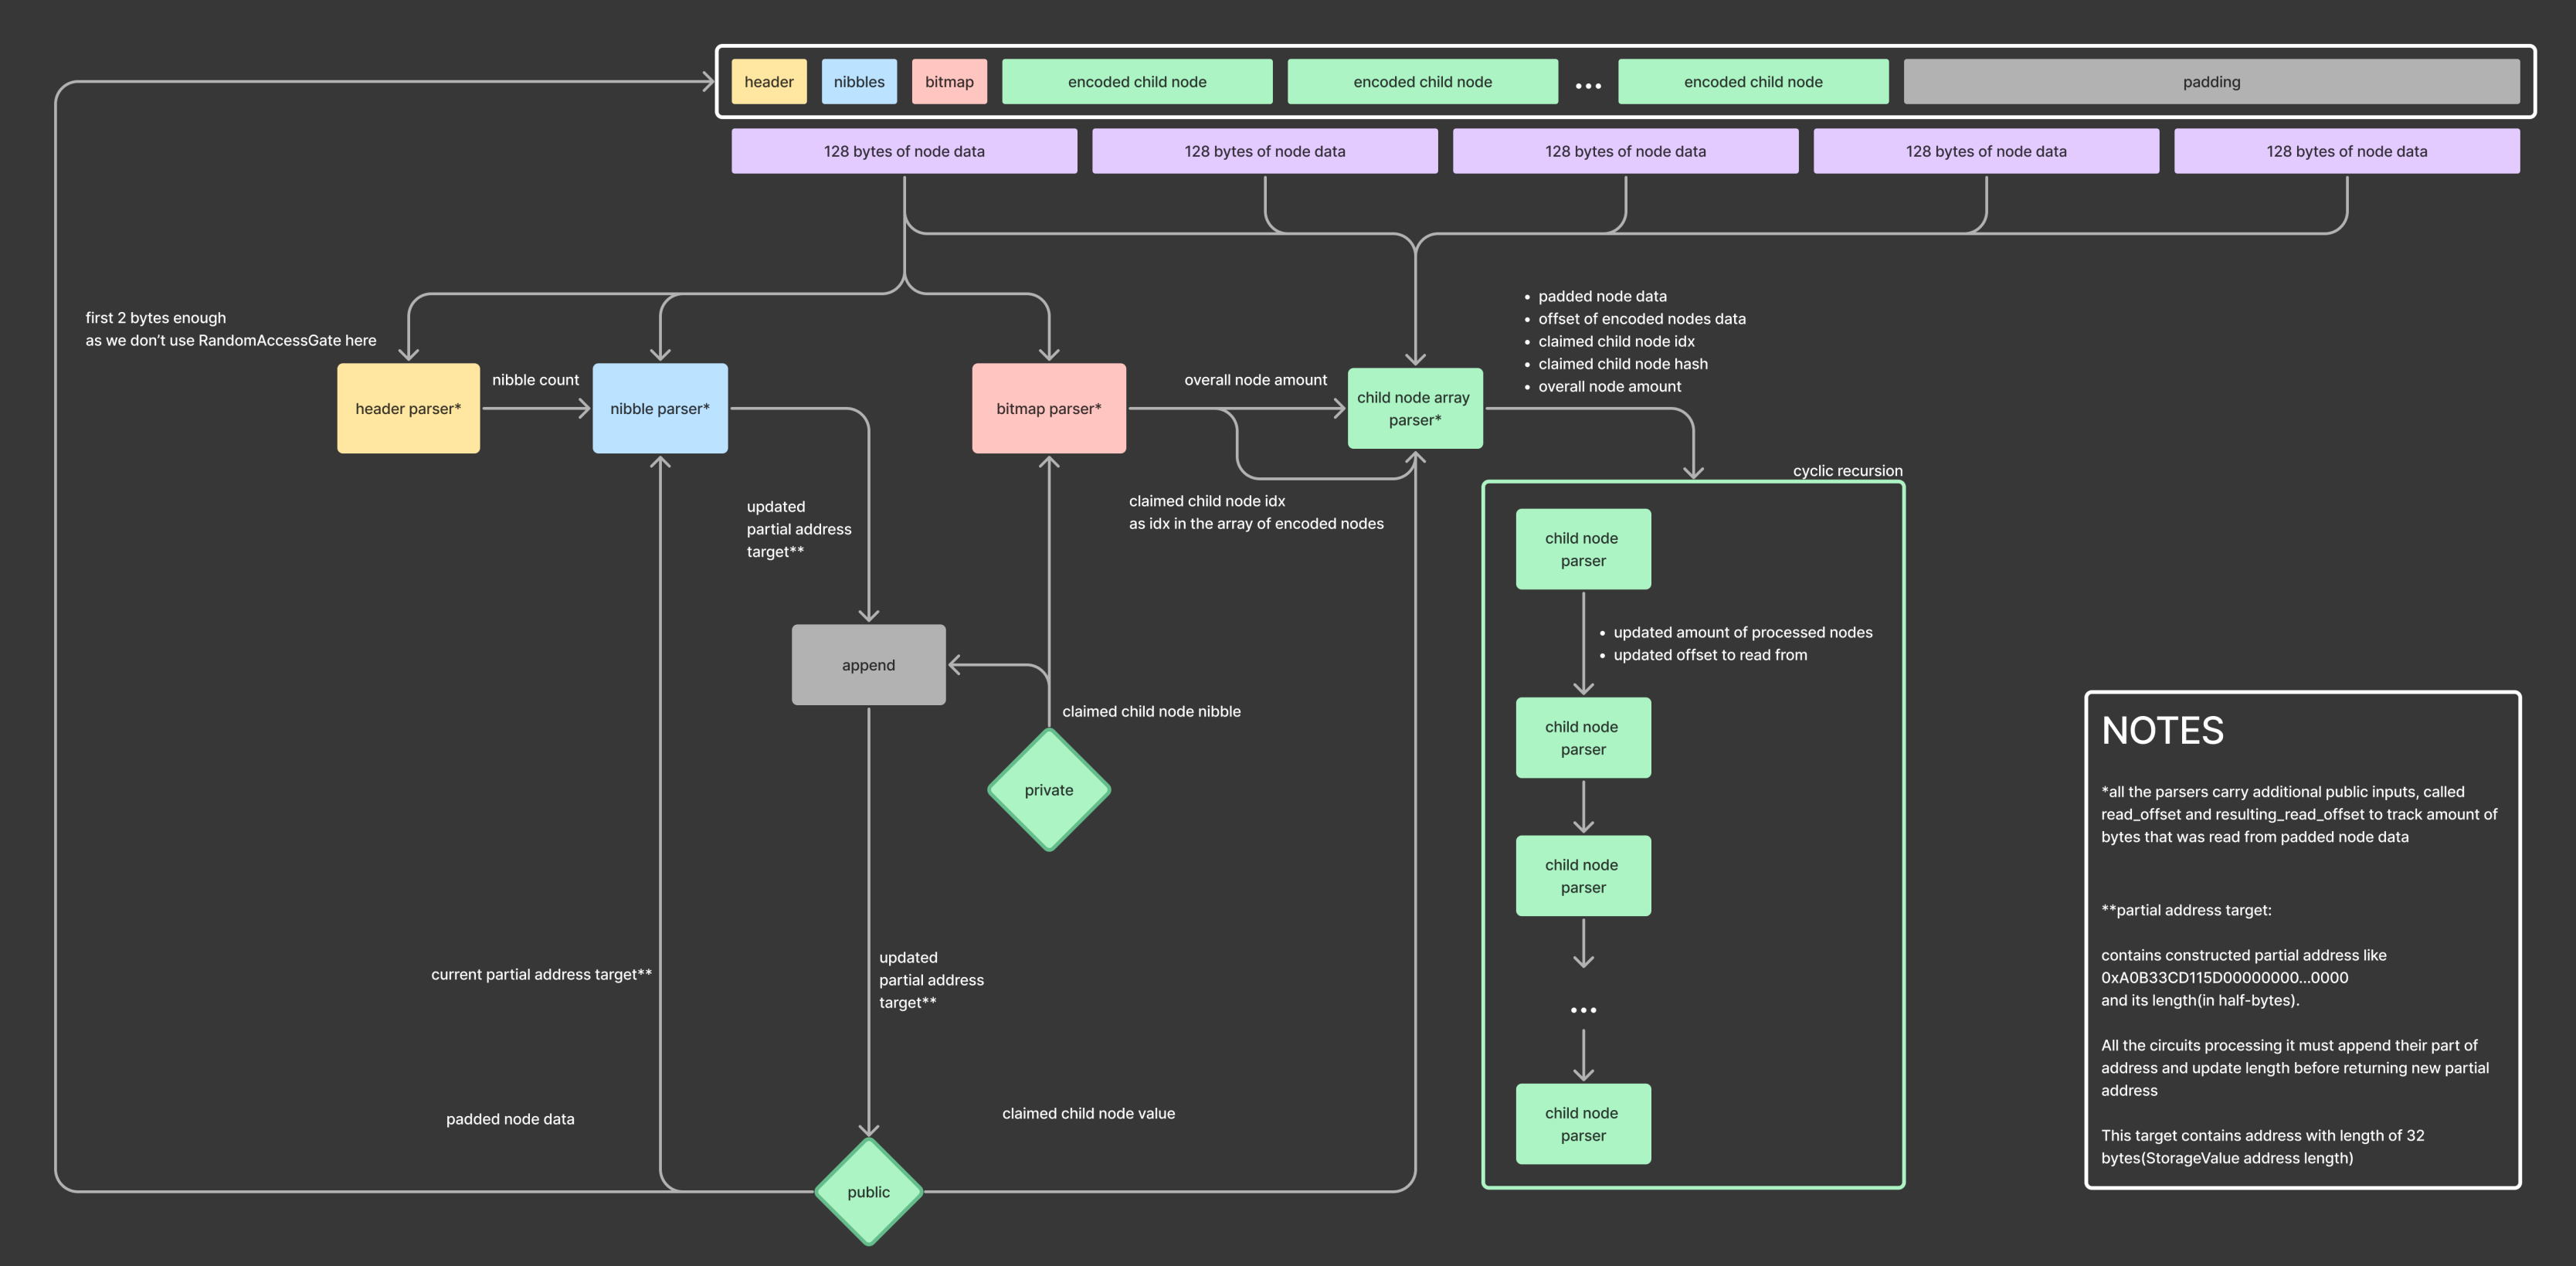 header
nibbles
bitmap
encoded child node
encoded child node
...
encoded child node
padding
128 bytes of node data
128 bytes of node data
128 bytes of node data
128 bytes of node data
128 bytes of node data
first 2 bytes enough
as we don't use RandomAccessGate here
header parser*
nibble count
nibble parser*
bitmap parser*
overall node amount
child node array
parser*
• padded node data
• offset of encoded nodes data
• claimed child node idx
• claimed child node hash
• overall node amount
updated
partial address
target**
claimed child node idx
as idx in the array of encoded nodes
cyclic recursion
child node
parser
• updated amount of processed nodes
• updated offset to read from
child node
parser
child node
parser
...
child node
parser
append
claimed child node nibble
private
current partial address target**
updated
partial address
target**
padded node data
claimed child node value
public
NOTES
*all the parsers carry additional public inputs, called
read_offset and resulting_read_offset to track amount of
bytes that was read from padded node data
**partial address target:
contains constructed partial address like
0xA0B33CD115D00000000...0000
and its length(in half-bytes).
All the circuits processing it must append their part of
address and update length before returning new partial
address
This target contains address with length of 32
bytes(StorageValue address length)